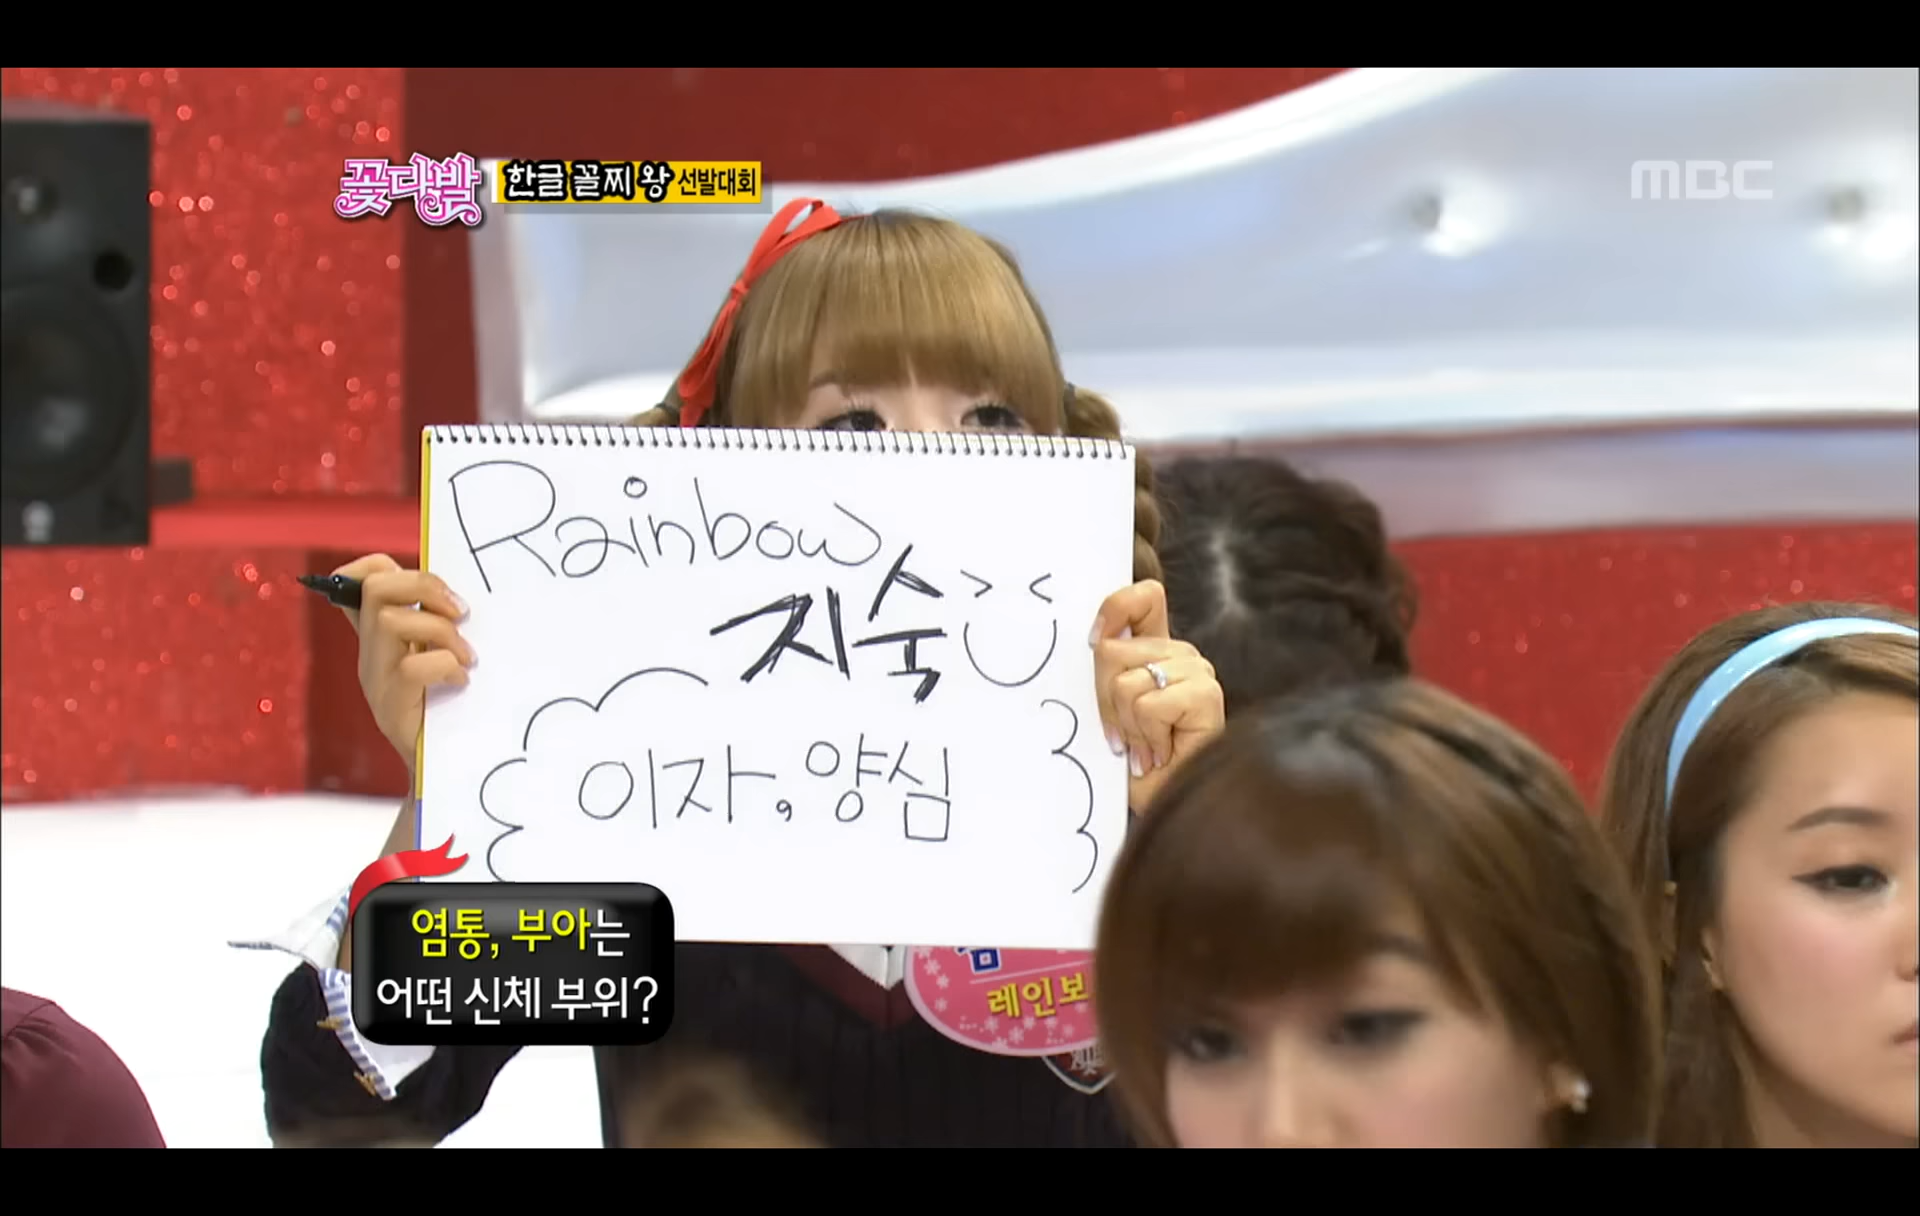 꽃다발 한글 꼴찌 왕 선발대회
MBC
Rainbow
지숙 > <
이자, 양심
염통, 부아는
어떤 신체 부위?
레인보